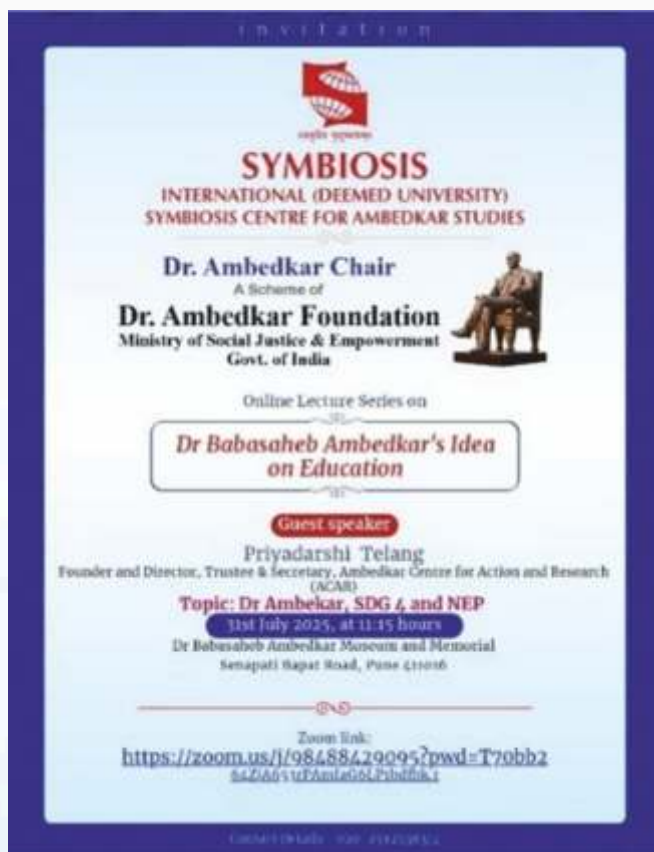 invitation
SYMBIOSIS
INTERNATIONAL (DEEMED UNIVERSITY)
SYMBIOSIS CENTRE FOR AMBEDKAR STUDIES
Dr. Ambedkar Chair
A Scheme of
Dr. Ambedkar Foundation
Ministry of Social Justice & Empowerment
Govt. of India
Online Lecture Series on
Dr Babasaheb Ambedkar's Idea
on Education
Guest speaker
Priyadarshi Telang
Founder and Director, Trustee & Secretary, Ambedkar Centre for Action and Research
(ACAR)
Topic: Dr Ambekar, SDG 4 and NEP
31st July 2025, at 11:15 hours
Dr Babasaheb Ambedkar Museum and Memorial
Senapati Bapat Road, Pune 411016
Zoom link:
https://zoom.us/j/98488429095?pwd=T70bb2
Contact Details